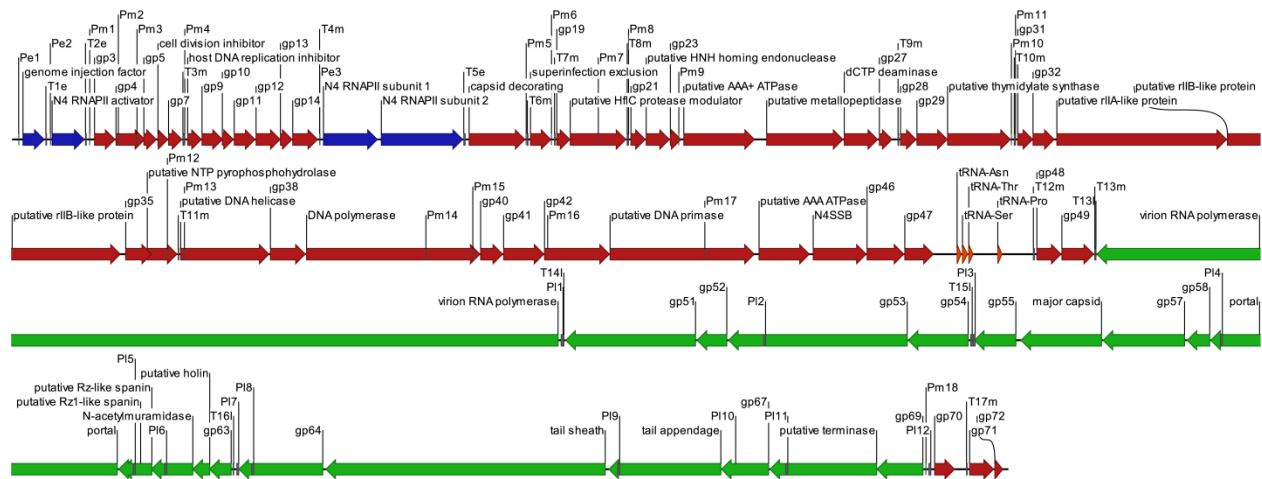 Pm2 Pm6 Pm11
Pm1 Pm4 T4m gp19 Pm8 gp31
Pe2 T2e Pm3 cell division inhibitor gp13 Pm5 T7m T8m gp23 T9m Pm10
Pe1 gp3 gp5 host DNA replication inhibitor Pm7 putative HNH homing endonuclease gp27 T10m
genome injection factor gp4 T3m gp10 Pe3 T5e superinfection exclusion gp21 Pm9 dCTP deaminase gp32
T1e gp9 gp12 N4 RNAPII subunit 1 capsid decorating putative AAA+ ATPase gp28 putative thymidylate synthase putative rIIB-like protein
N4 RNAPII activator gp7 gp11 gp14 N4 RNAPII subunit 2 T6m putative HflC protease modulator putative metallopeptidase gp29 putative rIIA-like protein
Pm12
putative NTP pyrophosphohydrolase tRNA-Asn gp48
Pm13 gp38 Pm15 gp46 tRNA-Thr T12m T13m
gp35 putative DNA helicase gp40 gp42 Pm17 putative AAA ATPase tRNA-Pro T13l
putative rIIB-like protein T11m DNA polymerase Pm14 gp41 Pm16 putative DNA primase N4SSB gp47 tRNA-Ser gp49 virion RNA polymerase
T14l Pl3
Pl1 gp52 T15l gp58 Pl4
virion RNA polymerase gp51 Pl2 gp53 gp54 gp55 major capsid gp57 portal
Pl5
putative holin Pm18
putative Rz-like spanin Pl8
putative Rz1-like spanin Pl7 gp67 T17m
N-acetylmuramidase T16l Pl9 Pl10 Pl11 gp69 gp70 gp72
portal Pl6 gp63 gp64 tail sheath tail appendage putative terminase Pl12 gp71